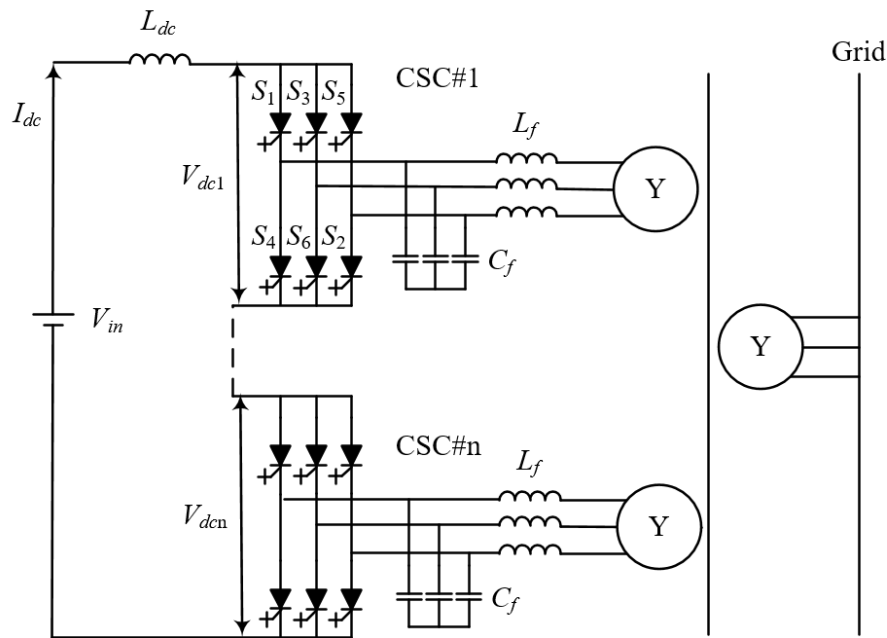 L_dc
Grid
I_dc
S_1 S_3 S_5
CSC#1
L_f
V_dc1
Y
S_4 S_6 S_2
C_f
V_in
Y
CSC#n
L_f
V_dcn
Y
C_f